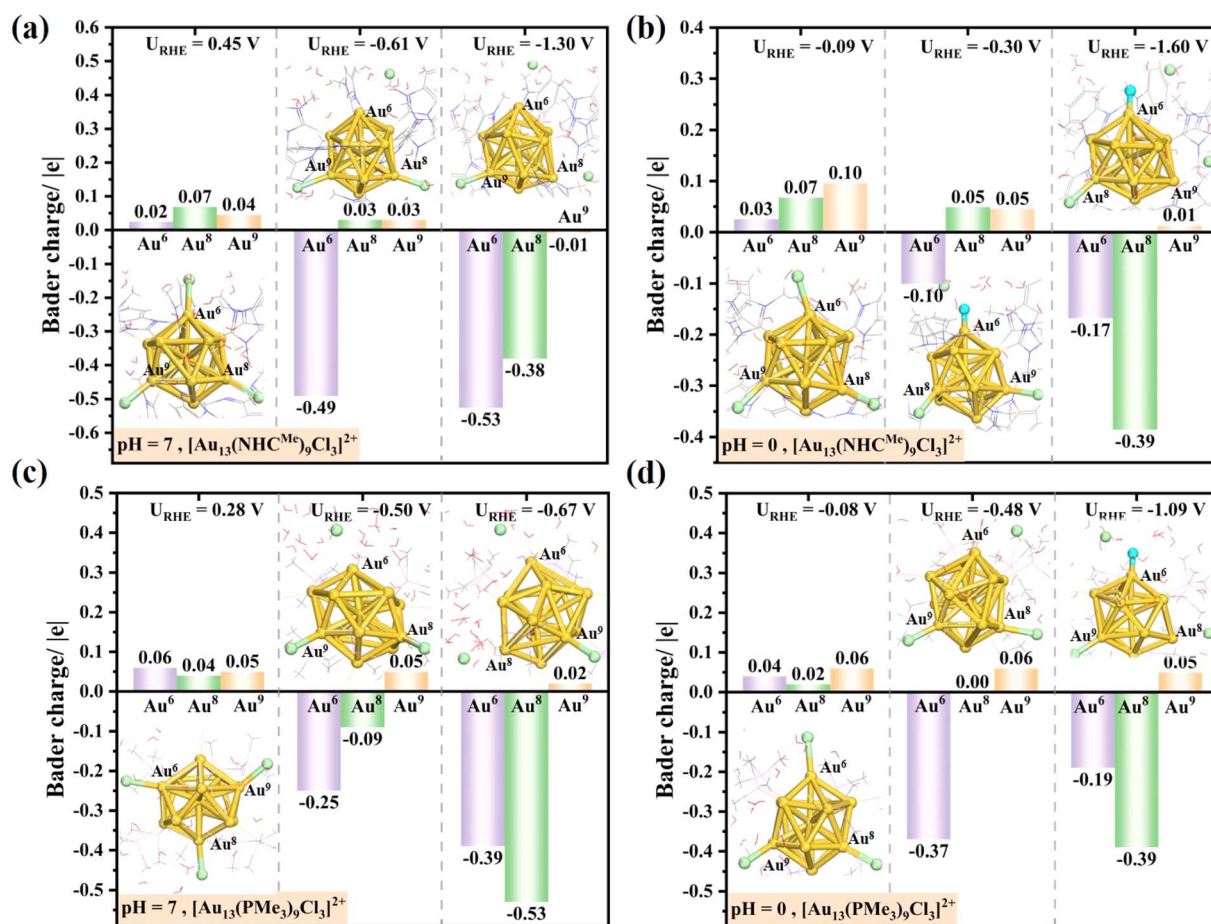 (a)
Bader charge/ |e|
0.6
0.5
0.4
0.3
0.2
0.1
0.0
-0.1
-0.2
-0.3
-0.4
-0.5
-0.6
U_RHE = 0.45 V
U_RHE = -0.61 V
U_RHE = -1.30 V
Au⁶
Au⁶
Au⁹
Au⁸
Au⁹
Au⁸
0.02
0.07
0.04
0.03
0.03
Au⁹
-0.01
Au⁶ Au⁸ Au⁹
Au⁶ Au⁸ Au⁹
Au⁶ Au⁸
Au⁶
Au⁹
Au⁸
-0.49
-0.53
-0.38
pH = 7 , [Au₁₃(NHC^Me)₉Cl₃]²⁺
(b)
Bader charge/ |e|
0.4
0.3
0.2
0.1
0.0
-0.1
-0.2
-0.3
-0.4
U_RHE = -0.09 V
U_RHE = -0.30 V
U_RHE = -1.60 V
Au⁶
Au⁸
Au⁹
0.03
0.07
0.10
0.05
0.05
0.01
Au⁶ Au⁸ Au⁹
Au⁶ Au⁸ Au⁹
Au⁶ Au⁸ Au⁹
-0.10
-0.17
-0.39
Au⁶
Au⁹
Au⁸
Au⁶
Au⁸
Au⁹
pH = 0 , [Au₁₃(NHC^Me)₉Cl₃]²⁺
(c)
Bader charge/ |e|
0.5
0.4
0.3
0.2
0.1
0.0
-0.1
-0.2
-0.3
-0.4
-0.5
U_RHE = 0.28 V
U_RHE = -0.50 V
U_RHE = -0.67 V
Au⁶
Au⁹
Au⁸
Au⁶
Au⁸
Au⁹
0.06
0.04
0.05
0.05
0.02
Au⁶ Au⁸ Au⁹
Au⁶ Au⁸ Au⁹
Au⁶ Au⁸ Au⁹
-0.25
-0.09
-0.39
-0.53
Au⁶
Au⁹
Au⁸
pH = 7 , [Au₁₃(PMe₃)₉Cl₃]²⁺
(d)
Bader charge/ |e|
0.5
0.4
0.3
0.2
0.1
0.0
-0.1
-0.2
-0.3
-0.4
-0.5
U_RHE = -0.08 V
U_RHE = -0.48 V
U_RHE = -1.09 V
Au⁶
Au⁹
Au⁸
Au⁶
Au⁹
Au⁸
0.04
0.02
0.06
0.00
0.06
0.05
Au⁶ Au⁸ Au⁹
Au⁶ Au⁸ Au⁹
Au⁶ Au⁸ Au⁹
-0.37
-0.19
-0.39
Au⁶
Au⁹
Au⁸
pH = 0 , [Au₁₃(PMe₃)₉Cl₃]²⁺